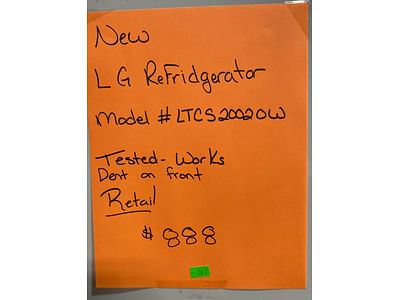 New
LG Refridgerator
Model # LTCS20020W
Tested - Works
Dent on front
Retail
$ 888